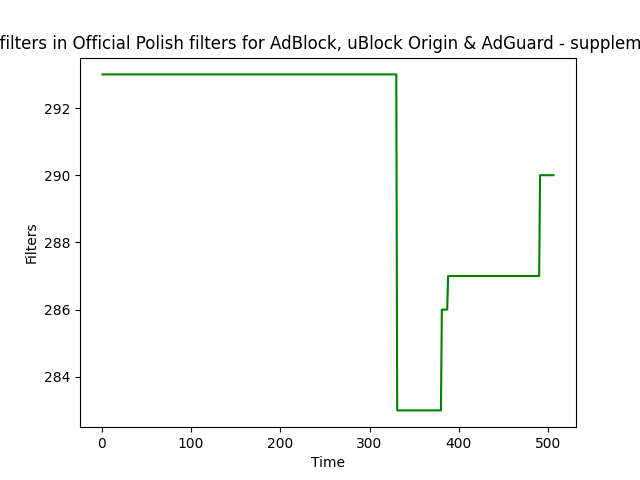 filters in Official Polish filters for AdBlock, uBlock Origin & AdGuard - supplem
292
290
288
286
284
Filters
0 100 200 300 400 500
Time